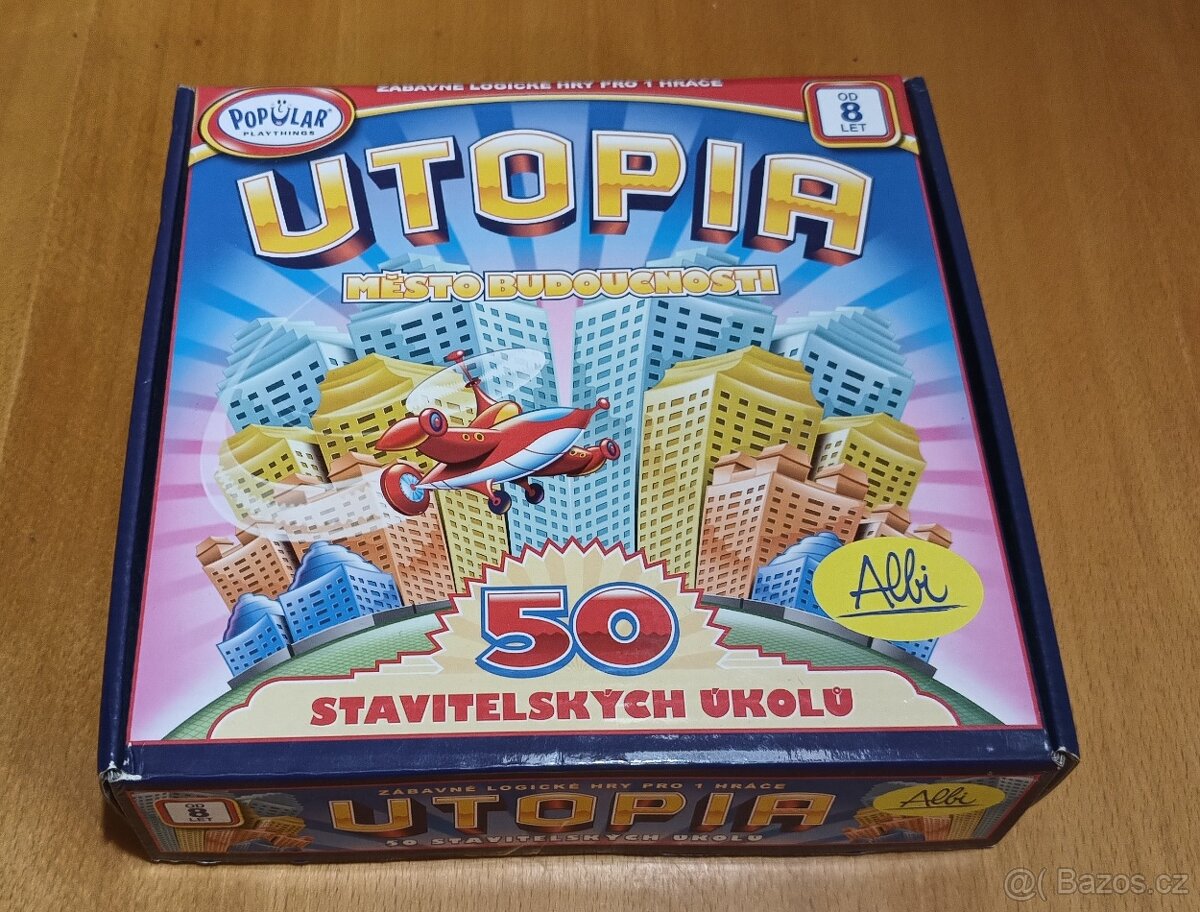 ZÁBAVNÉ LOGICKÉ HRY PRO 1 HRÁČE
POPULAR
PLAYTHINGS
OD
8
LET
UTOPIA
MĚSTO BUDOUCNOSTI
Albi
50
STAVITELSKÝCH ÚKOLŮ
ZÁBAVNÉ LOGICKÉ HRY PRO 1 HRÁČE
OD
8
LET
UTOPIA
Albi
50 STAVITELSKÝCH ÚKOLŮ
@( Bazos.cz